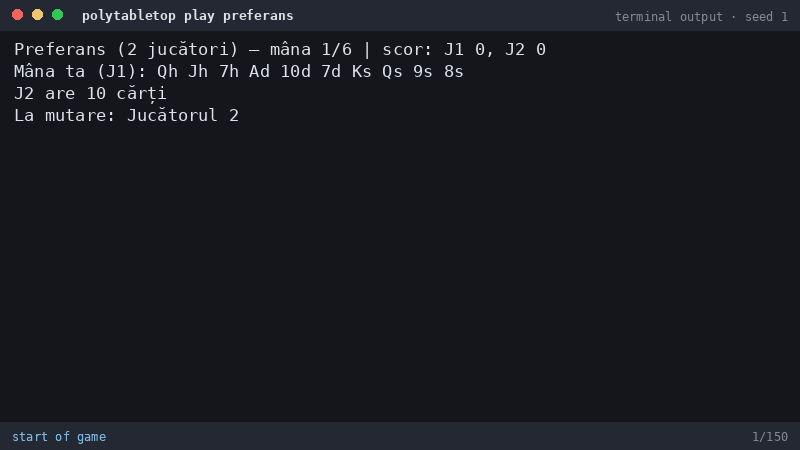 polytabletop play preferans
terminal output · seed 1
Preferans (2 jucători) — mâna 1/6 | scor: J1 0, J2 0
Mâna ta (J1): Qh Jh 7h Ad 10d 7d Ks Qs 9s 8s
J2 are 10 cărți
La mutare: Jucătorul 2
start of game
1/150